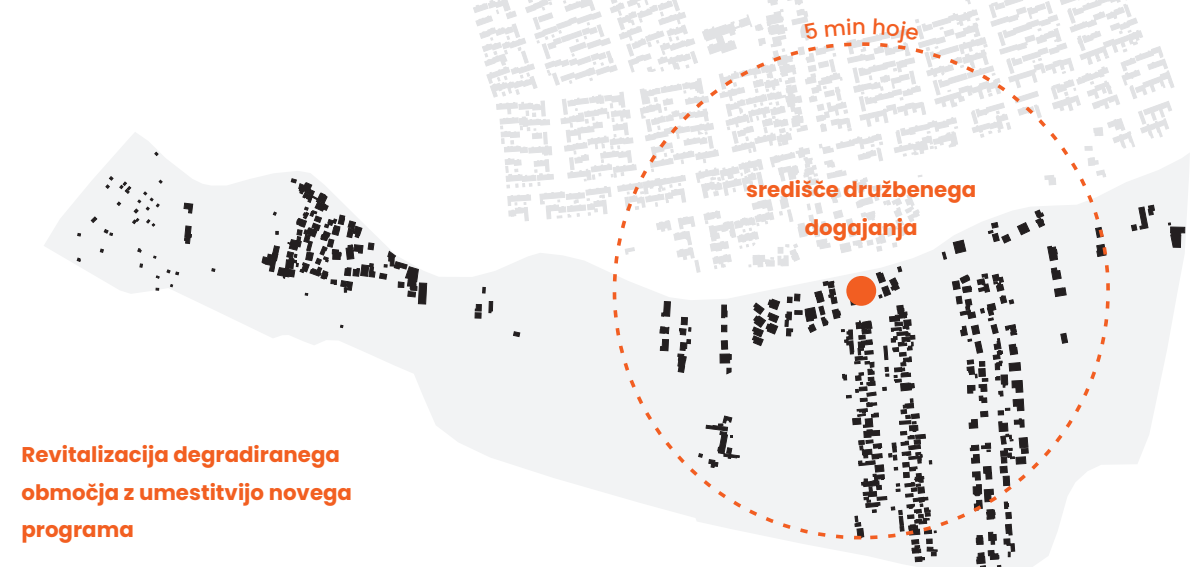 5 min hoje
središče družbenega
dogajanja
Revitalizacija degradiranega
območja z umestitvijo novega
programa